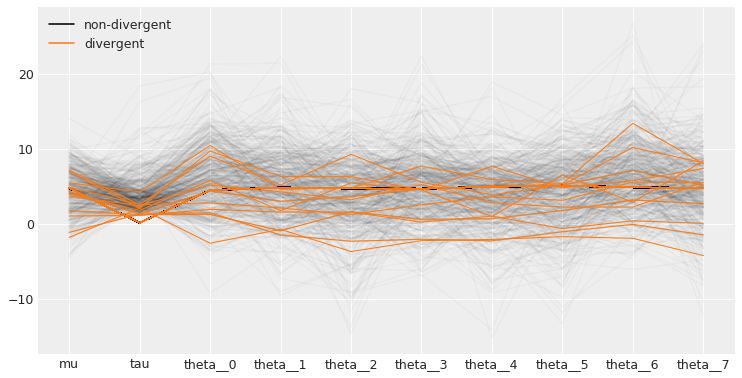 non-divergent
divergent
20
10
0
−10
mu tau theta__0 theta__1 theta__2 theta__3 theta__4 theta__5 theta__6 theta__7